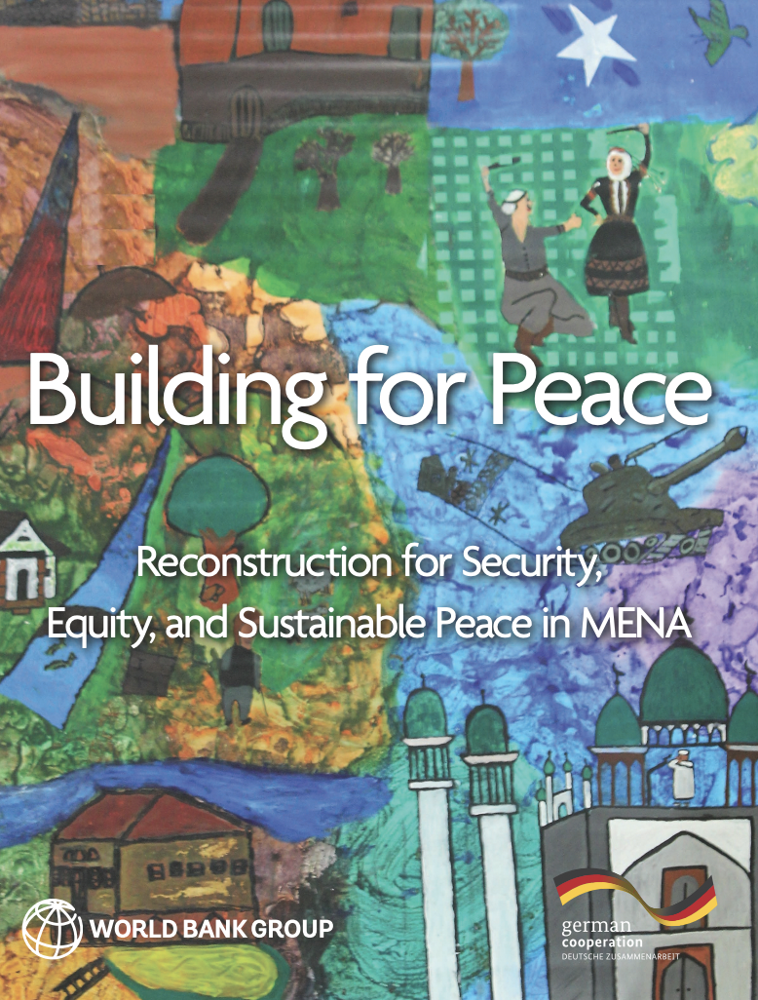 Building for Peace
Reconstruction for Security,
Equity, and Sustainable Peace in MENA
WORLD BANK GROUP
german
cooperation
DEUTSCHE ZUSAMMENARBEIT